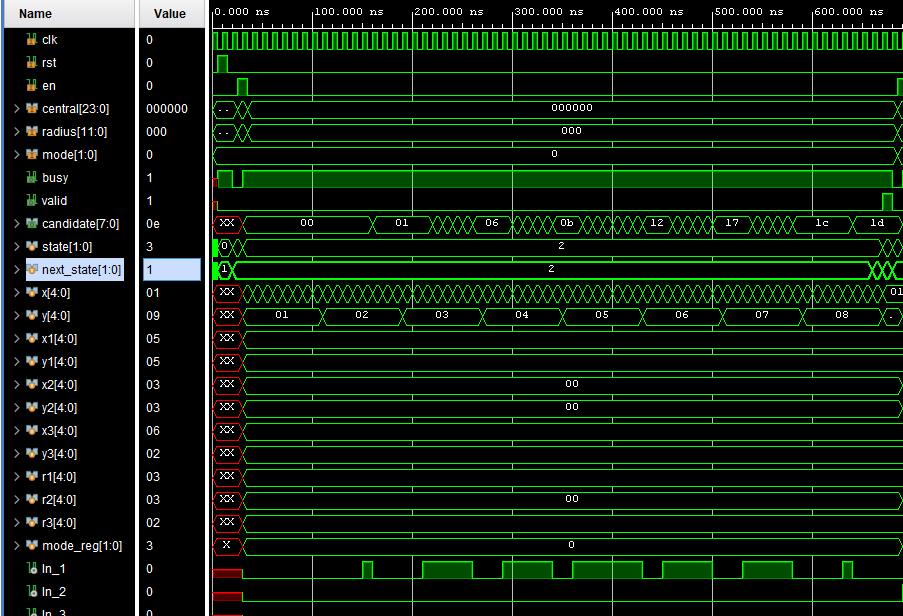 Name Value 0.000 ns 100.000 ns 200.000 ns 300.000 ns 400.000 ns 500.000 ns 600.000 ns
clk 0
rst 0
en 0
central[23:0] 000000 .. 000000
radius[11:0] 000 .. 000
mode[1:0] 0 0
busy 1
valid 1
candidate[7:0] 0e XX 00 01 06 0b 12 17 1c 1d
state[1:0] 3 0 2
next_state[1:0] 1 1 2
x[4:0] 01 XX 01
y[4:0] 09 XX 01 02 03 04 05 06 07 08 .
x1[4:0] 05 XX
y1[4:0] 05 XX
x2[4:0] 03 XX 00
y2[4:0] 03 XX 00
x3[4:0] 06 XX
y3[4:0] 02 XX
r1[4:0] 03 XX
r2[4:0] 03 XX 00
r3[4:0] 02 XX
mode_reg[1:0] 3 X 0
In_1 0
In_2 0
In_3 0